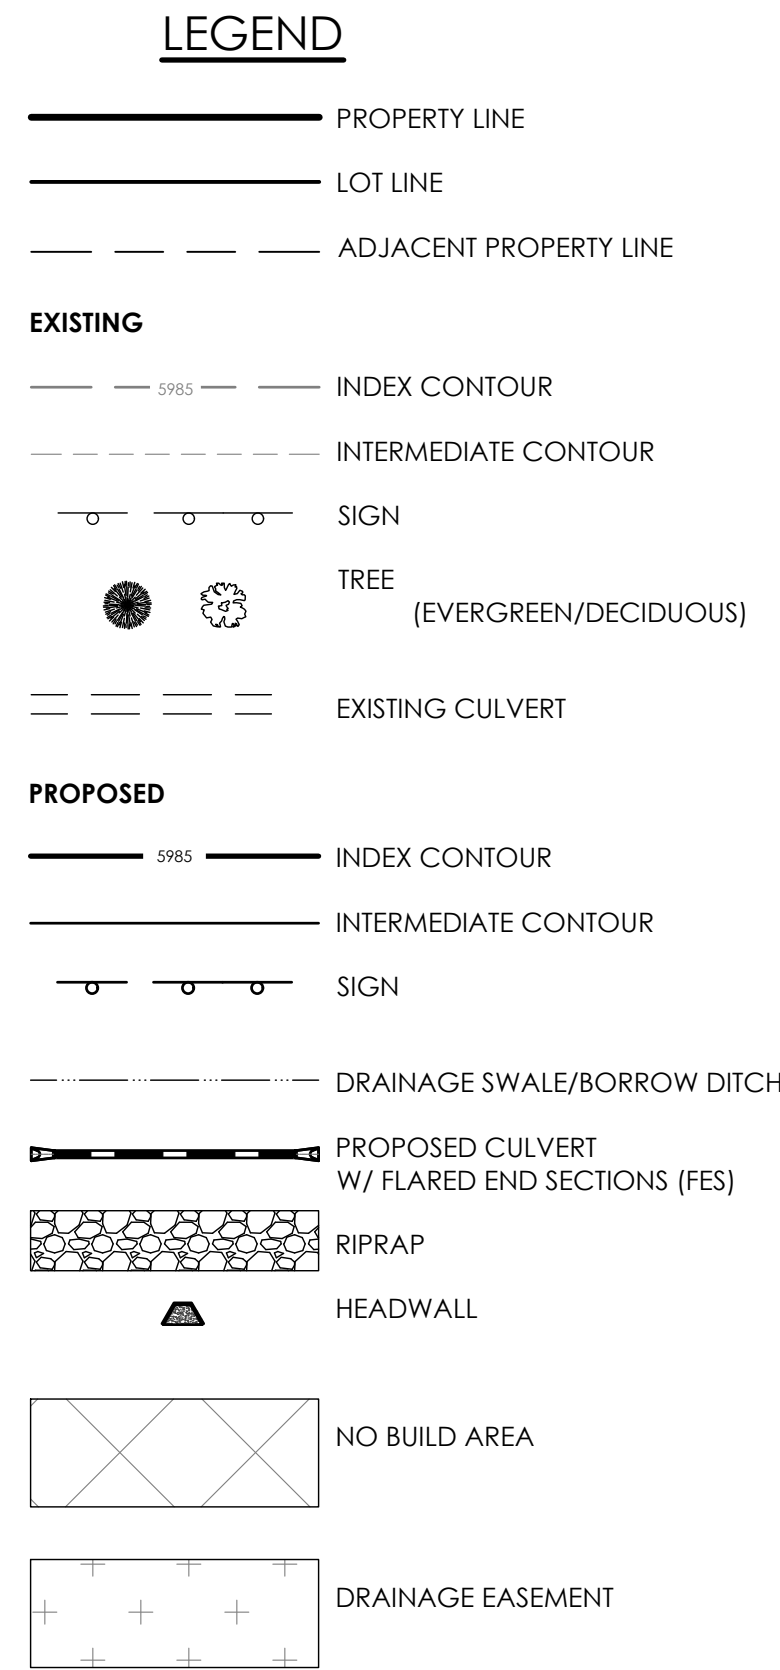 LEGEND
PROPERTY LINE
LOT LINE
ADJACENT PROPERTY LINE
EXISTING
5985 INDEX CONTOUR
INTERMEDIATE CONTOUR
SIGN
TREE
(EVERGREEN/DECIDUOUS)
EXISTING CULVERT
PROPOSED
5985 INDEX CONTOUR
INTERMEDIATE CONTOUR
SIGN
DRAINAGE SWALE/BORROW DITCH
PROPOSED CULVERT
W/ FLARED END SECTIONS (FES)
RIPRAP
HEADWALL
NO BUILD AREA
DRAINAGE EASEMENT